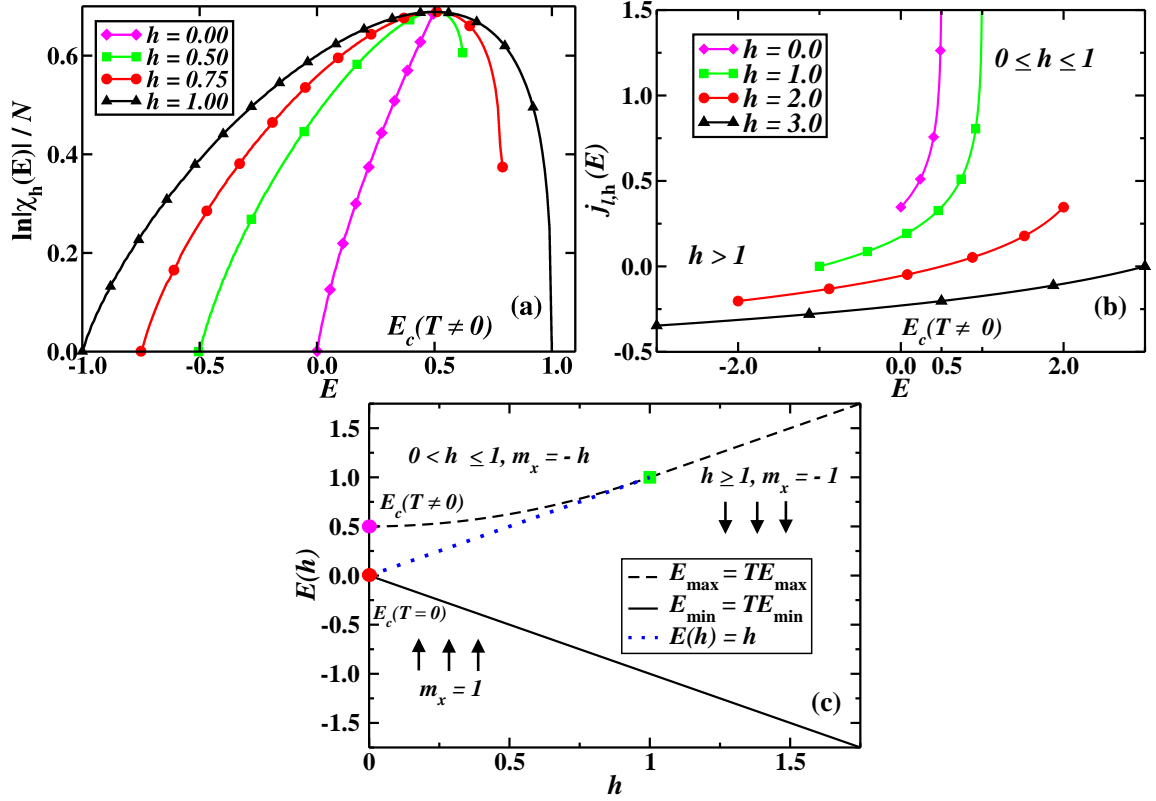 ln|χ_h(E)| / N
0.6
0.4
0.2
0.0
h = 0.00
h = 0.50
h = 0.75
h = 1.00
E_c(T ≠ 0)
(a)
-1.0
-0.5
0.0
0.5
1.0
E
j_{l,h}(E)
1.5
1.0
0.5
0.0
-0.5
h = 0.0
h = 1.0
h = 2.0
h = 3.0
0 ≤ h ≤ 1
(b)
h > 1
E_c(T ≠ 0)
-2.0
0.0
0.5
2.0
E
E(h)
1.5
1.0
0.5
0.0
-0.5
-1.0
-1.5
0 < h ≤ 1, m_x = - h
h ≥ 1, m_x = - 1
E_c(T ≠ 0)
E_c(T = 0)
m_x = 1
E_max = TE_max
E_min = TE_min
E(h) = h
(c)
0
0.5
1
1.5
h